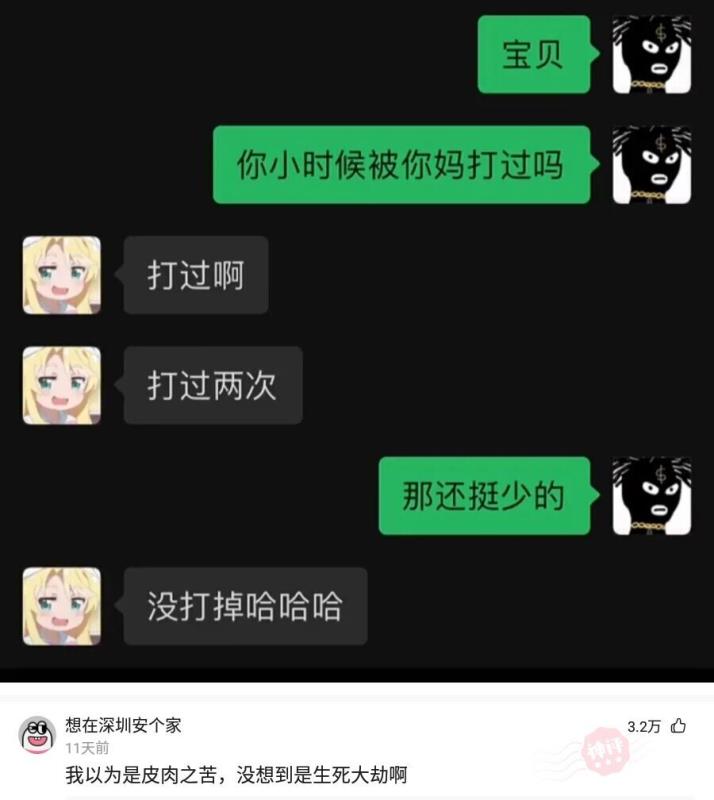 宝贝
你小时候被你妈打过吗
打过啊
打过两次
那还挺少的
没打掉哈哈哈
想在深圳安个家
3.2万
11天前
神评
我以为是皮肉之苦，没想到是生死大劫啊